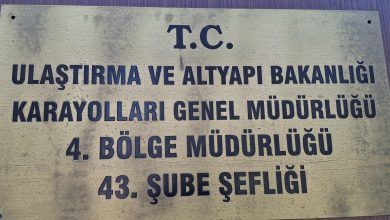 T.C.
ULAŞTIRMA VE ALTYAPI BAKANLIĞI
KARAYOLLARI GENEL MÜDÜRLÜĞÜ
4. BÖLGE MÜDÜRLÜĞÜ
43. ŞUBE ŞEFLİĞİ